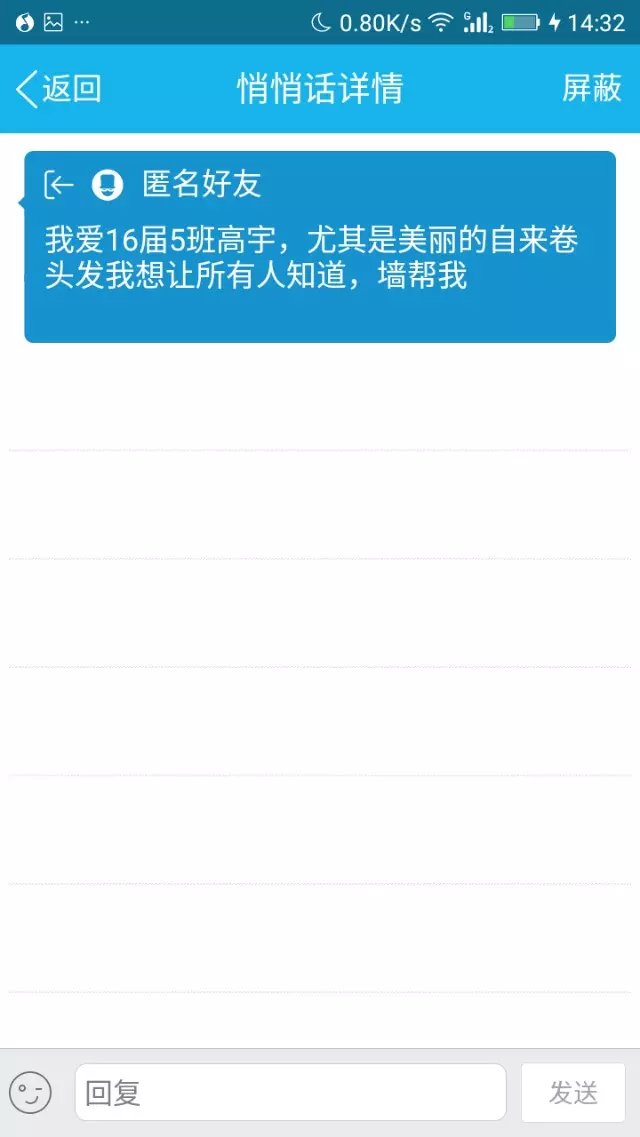 0.80K/s 14:32
返回 悄悄话详情 屏蔽
匿名好友
我爱16届5班高宇，尤其是美丽的自来卷
头发我想让所有人知道，墙帮我
回复 发送